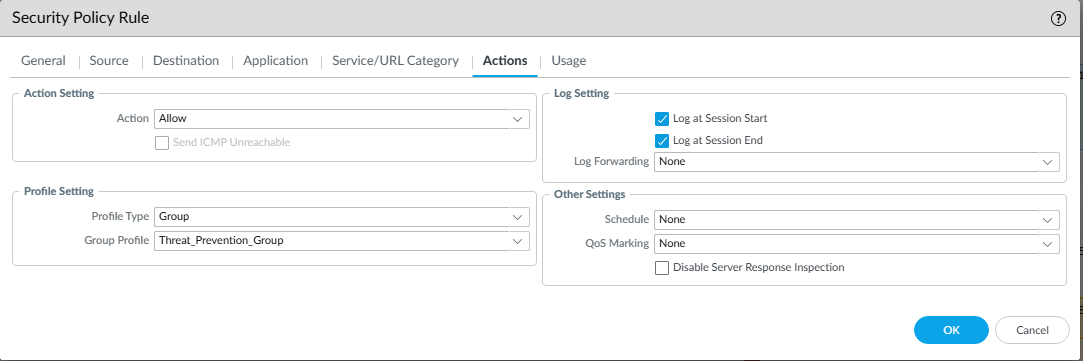 Security Policy Rule
General
Source
Destination
Application
Service/URL Category
Actions
Usage
Action Setting
Action
Allow
Send ICMP Unreachable
Profile Setting
Profile Type
Group
Group Profile
Threat_Prevention_Group
Log Setting
Log at Session Start
Log at Session End
Log Forwarding
None
Other Settings
Schedule
None
QoS Marking
None
Disable Server Response Inspection
OK
Cancel